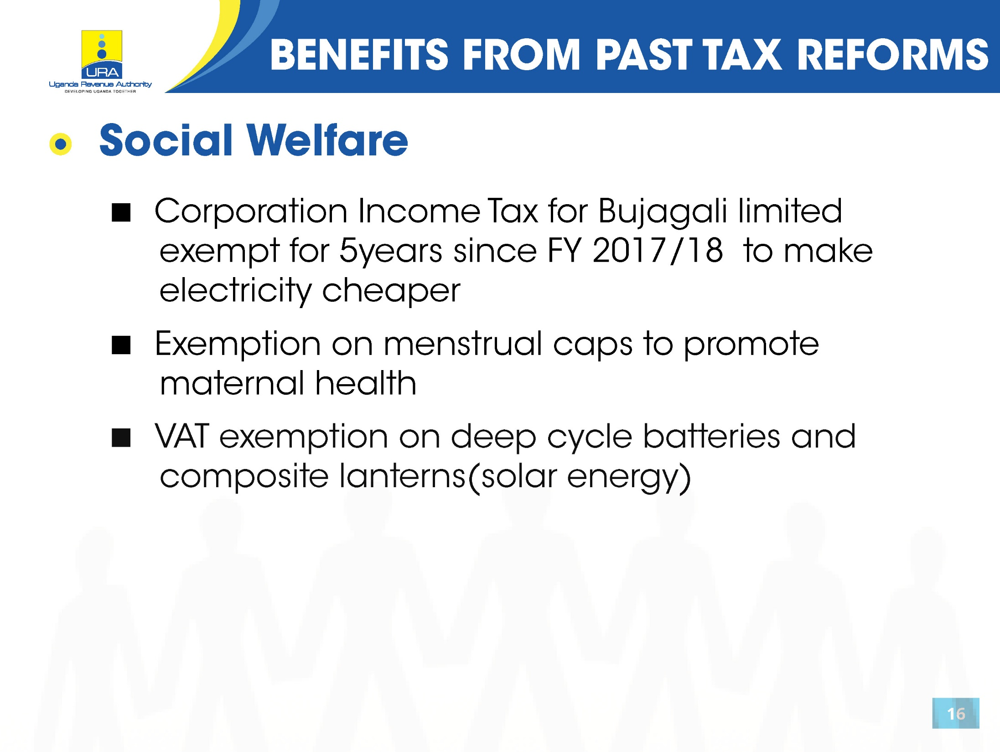 URA
Uganda Revenue Authority
DEVELOPING UGANDA TOGETHER
BENEFITS FROM PAST TAX REFORMS
Social Welfare
Corporation Income Tax for Bujagali limited
exempt for 5years since FY 2017/18 to make
electricity cheaper
Exemption on menstrual caps to promote
maternal health
VAT exemption on deep cycle batteries and
composite lanterns(solar energy)
16